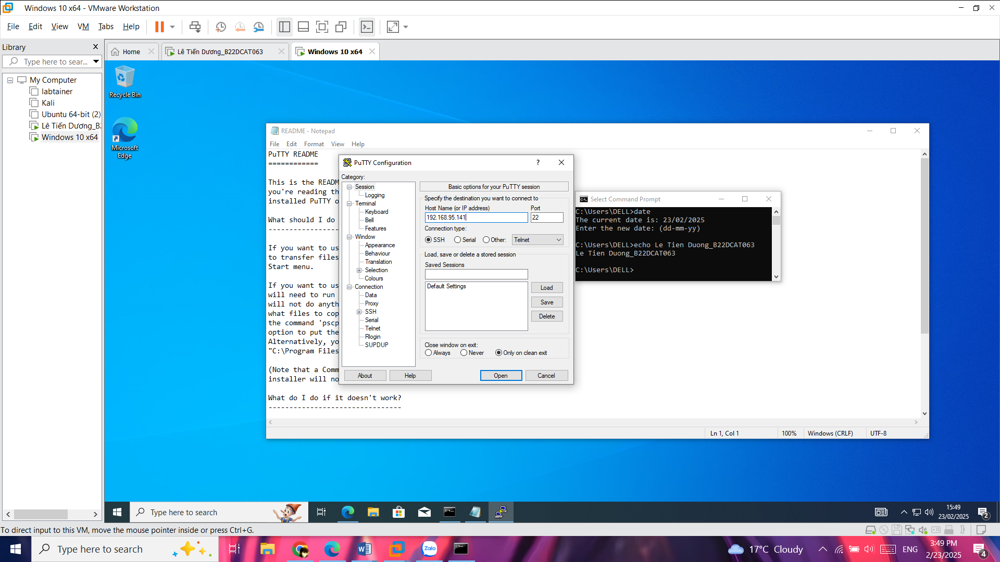 Windows 10 x64 - VMware Workstation
File Edit View VM Tabs Help
Library
Type here to sear...
My Computer
labtainer
Kali
Ubuntu 64-bit (2)
Lê Tiến Dương_B2
Windows 10 x64
Home
Lê Tiến Dương_B22DCAT063
Windows 10 x64
Recycle Bin
Microsoft
Edge
README - Notepad
File Edit Format View Help
PuTTY README
============
This is the READM
you're reading th
installed PuTTY o
What should I do
-----------------
If you want to us
to transfer files
Start menu.
If you want to us
will need to run
will not do anyth
what files to cop
the command 'pscp
option to put the
Alternatively, yo
"C:\Program Files
(Note that a Comm
installer will no
What do I do if it doesn't work?
--------------------------------
Ln 1, Col 1
100%
Windows (CRLF)
UTF-8
PuTTY Configuration
?
Category:
Session
Logging
Terminal
Keyboard
Bell
Features
Window
Appearance
Behaviour
Translation
Selection
Colours
Connection
Data
Proxy
SSH
Serial
Telnet
Rlogin
SUPDUP
Basic options for your PuTTY session
Specify the destination you want to connect to
Host Name (or IP address) Port
192.168.95.141 22
Connection type:
SSH Serial Other: Telnet
Load, save or delete a stored session
Saved Sessions
Default Settings
Load
Save
Delete
Close window on exit:
Always Never Only on clean exit
About Help Open Cancel
Select Command Prompt
C:\Users\DELL>date
The current date is: 23/02/2025
Enter the new date: (dd-mm-yy)
C:\Users\DELL>echo Le Tien Duong_B22DCAT063
Le Tien Duong_B22DCAT063
C:\Users\DELL>
Type here to search
15:49
23/02/2025
2
To direct input to this VM, move the mouse pointer inside or press Ctrl+G.
Type here to search
Zalo
17°C Cloudy
ENG
3:49 PM
2/23/2025
4